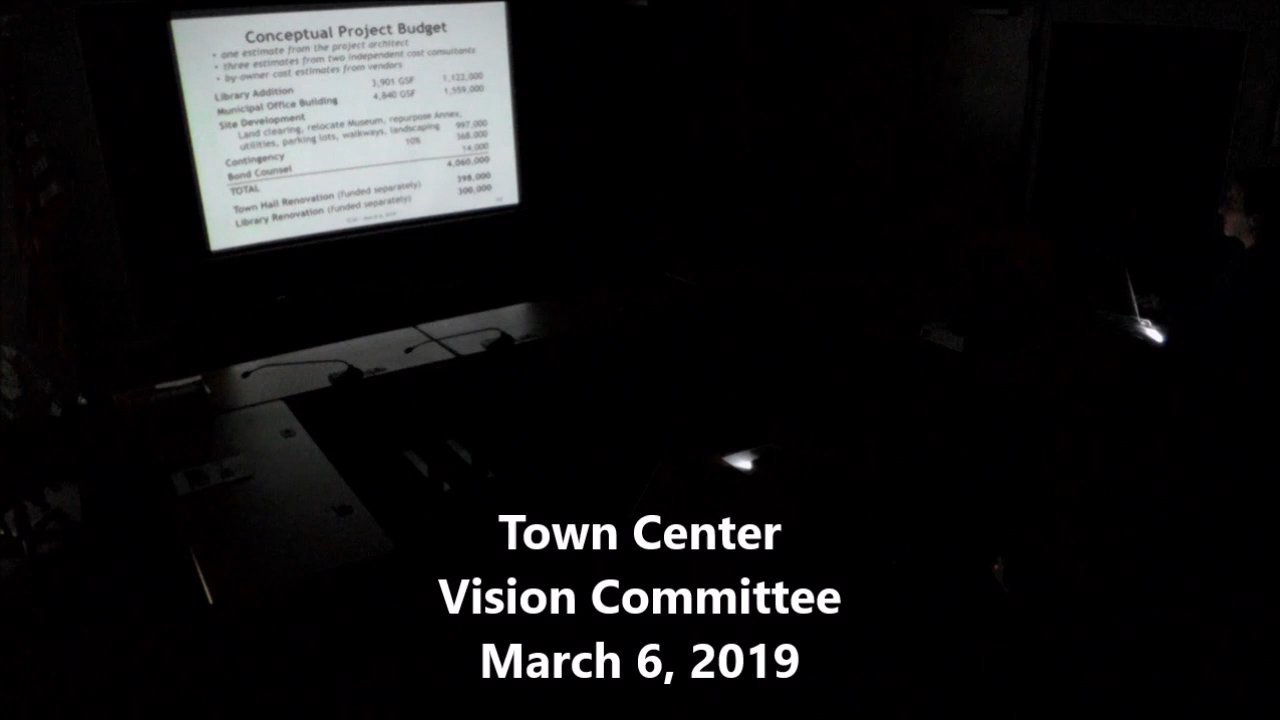 Conceptual Project Budget
• one estimate from the project architect
• three estimates from two independent cost consultants
• by-owner cost estimates from vendors
Library Addition 3,901 GSF 1,122,000
Municipal Office Building 4,840 GSF 1,559,000
Site Development
Land clearing, relocate Museum, repurpose Annex,
utilities, parking lots, walkways, landscaping 997,000
Contingency 10% 368,000
Bond Counsel 14,000
TOTAL 4,060,000
Town Hall Renovation (funded separately) 398,000
Library Renovation (funded separately) 300,000
Town Center
Vision Committee
March 6, 2019